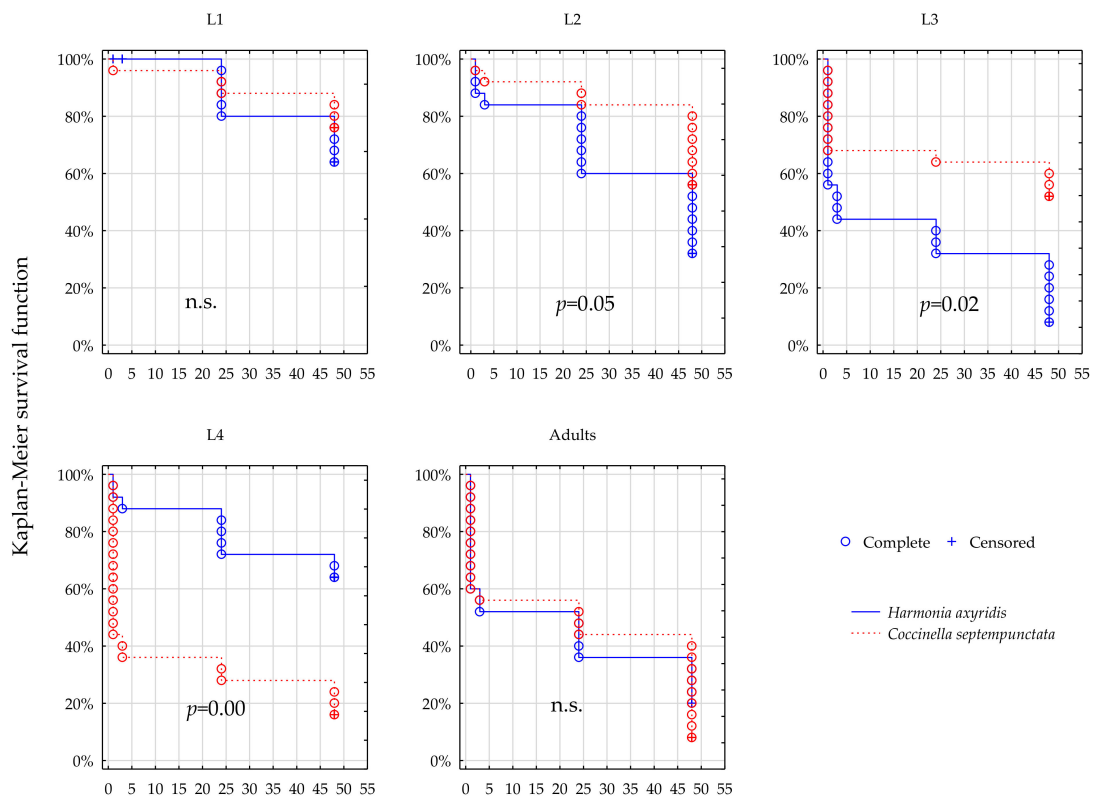 L1
L2
L3
100%
80%
60%
40%
20%
0%
n.s.
0 5 10 15 20 25 30 35 40 45 50 55
100%
80%
60%
40%
20%
0%
p=0.05
0 5 10 15 20 25 30 35 40 45 50 55
100%
80%
60%
40%
20%
0%
p=0.02
0 5 10 15 20 25 30 35 40 45 50 55
Kaplan-Meier survival function
L4
Adults
100%
80%
60%
40%
20%
0%
p=0.00
0 5 10 15 20 25 30 35 40 45 50 55
100%
80%
60%
40%
20%
0%
n.s.
0 5 10 15 20 25 30 35 40 45 50 55
Complete + Censored
Harmonia axyridis
Coccinella septempunctata